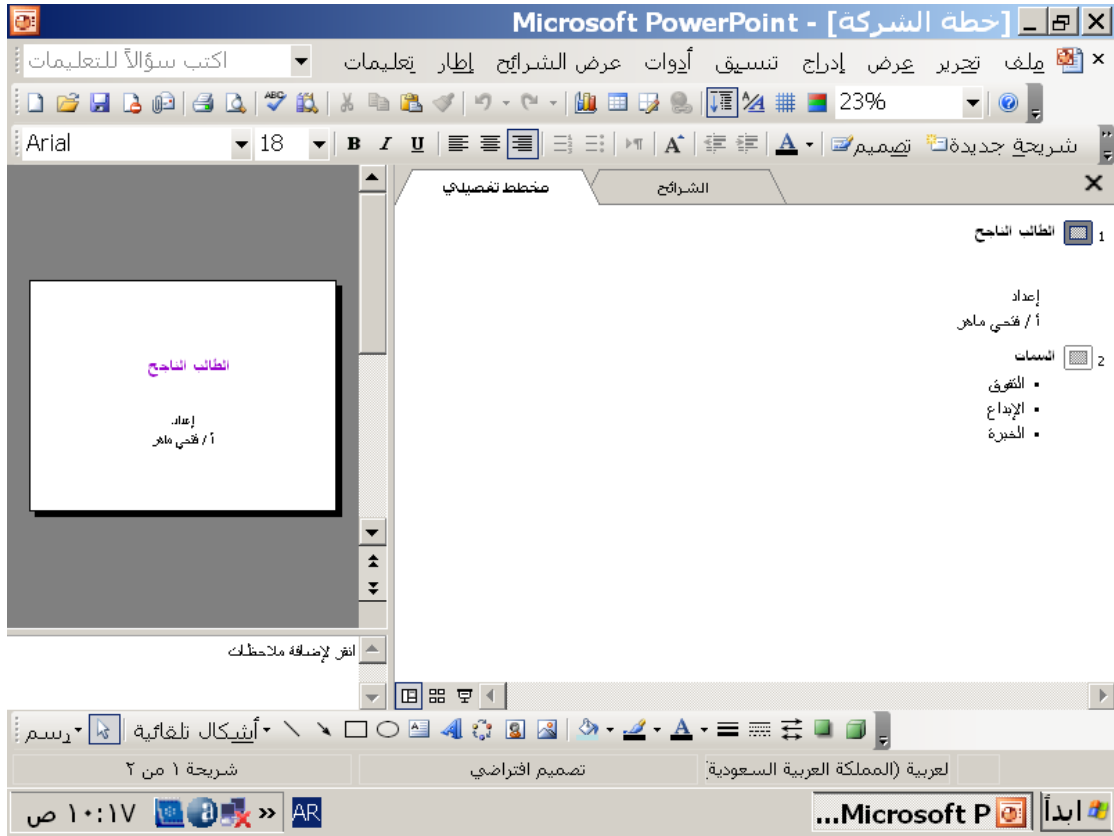 Microsoft PowerPoint - [خطة الشركة]
ملف تحرير عرض إدراج تنسيق أدوات عرض الشرائح إطار تعليمات اكتب سؤالاً للتعليمات
23%
شريحة جديدة تصميم 18 Arial
الشرائح مخطط تفصيلي
1 الطالب الناجح
إعداد
أ / فتحي ماهر
2 السمات
▪ التفوق
▪ الإبداع
▪ الخبرة
الطالب الناجح
إعداد
أ / فتحي ماهر
انقر لإضافة ملاحظات
رسم أشكال تلقائية
لعربية (المملكة العربية السعودية) تصميم افتراضي شريحة ١ من ٢
ابدأ Microsoft P... AR » ١٠:١٧ ص